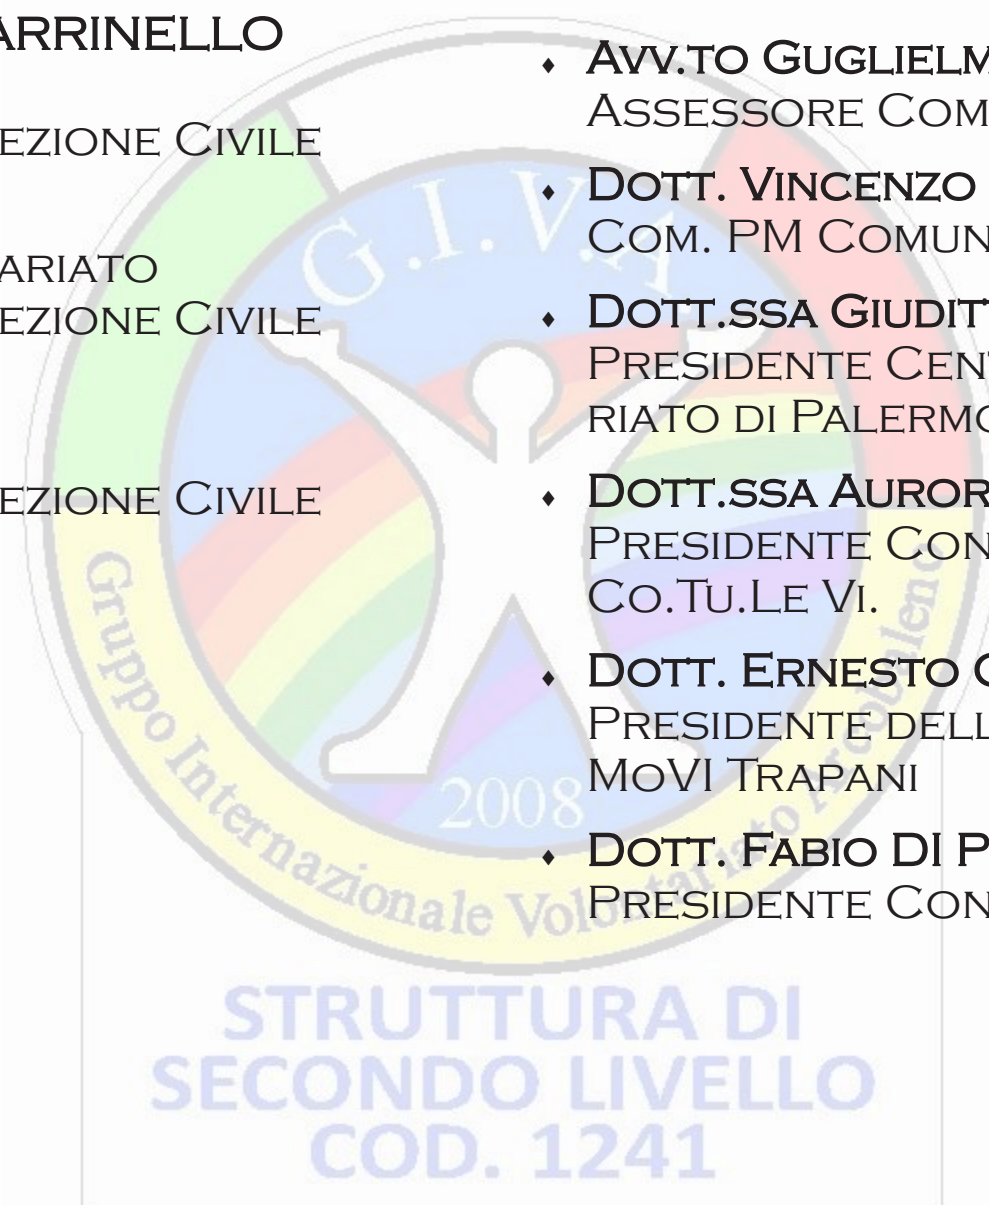 ARRINELLO
EZIONE CIVILE
ARIATO
EZIONE CIVILE
EZIONE CIVILE
♦ AVV.TO GUGLIELM
ASSESSORE COM
♦ DOTT. VINCENZO
COM. PM COMUN
♦ DOTT.SSA GIUDIT
PRESIDENTE CEN
RIATO DI PALERMO
♦ DOTT.SSA AUROR
PRESIDENTE CON
CO.TU.LE VI.
♦ DOTT. ERNESTO
PRESIDENTE DELL
MOVI TRAPANI
♦ DOTT. FABIO DI P
PRESIDENTE CON
G.I.V.A
2008
Gruppo Internazionale Volontariato Arcobaleno
STRUTTURA DI
SECONDO LIVELLO
COD. 1241